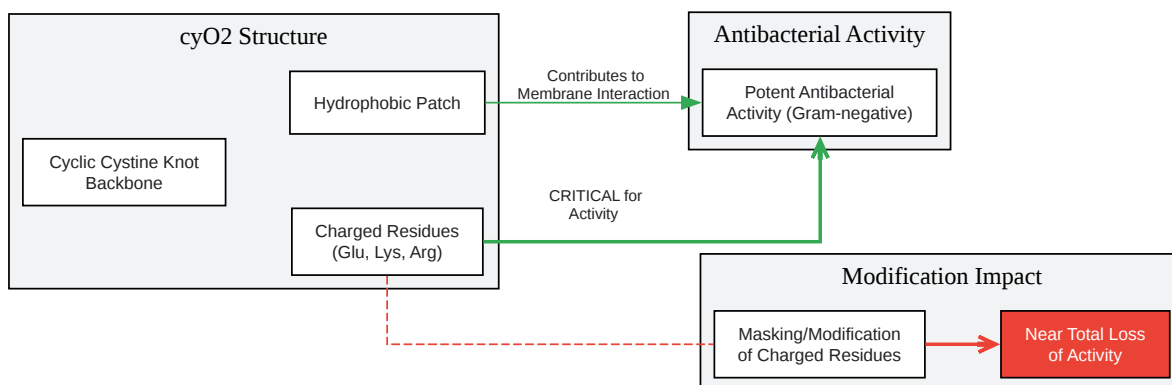 cyO2 Structure
Hydrophobic Patch
Cyclic Cystine Knot
Backbone
Charged Residues
(Glu, Lys, Arg)
Contributes to
Membrane Interaction
CRITICAL for
Activity
Antibacterial Activity
Potent Antibacterial
Activity (Gram-negative)
Modification Impact
Masking/Modification
of Charged Residues
Near Total Loss
of Activity